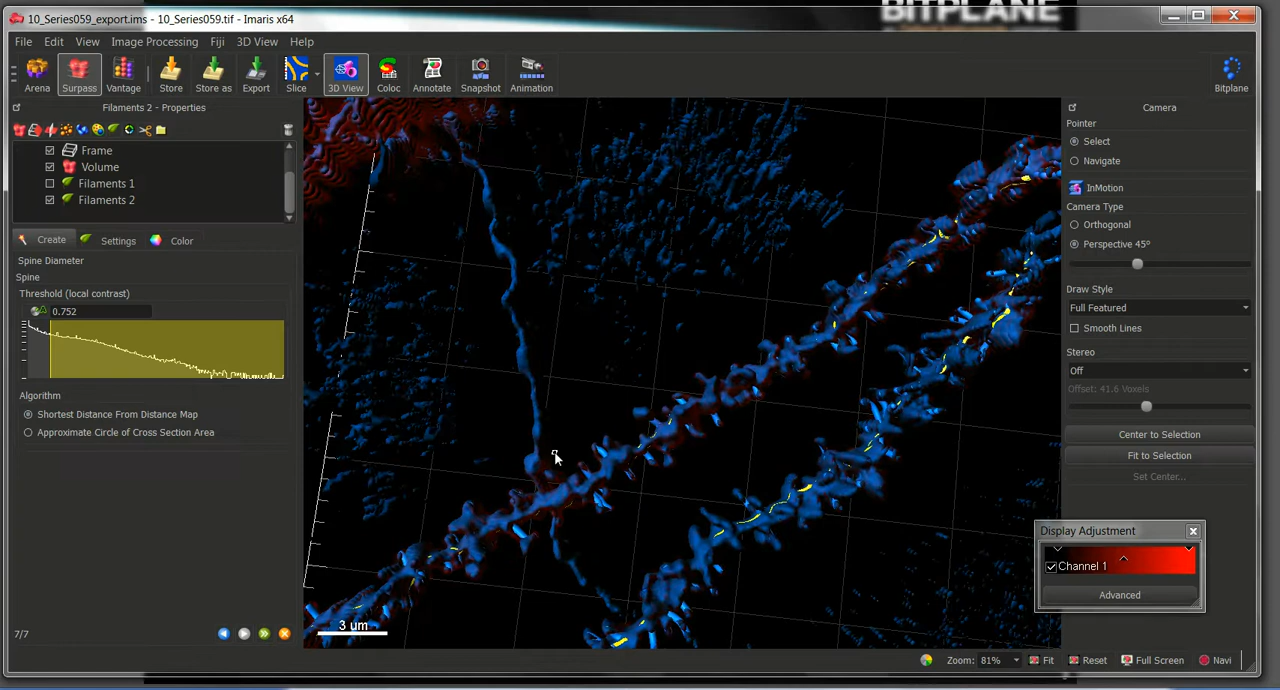 BITPLANE
10_Series059_export.ims - 10_Series059.tif - Imaris x64
File Edit View Image Processing Fiji 3D View Help
Arena Surpass Vantage Store Store as Export Slice 3D View Coloc Annotate Snapshot Animation Bitplane
Filaments 2 - Properties
Frame
Volume
Filaments 1
Filaments 2
Create Settings Color
Spine Diameter
Spine
Threshold (local contrast)
0.752
Algorithm
Shortest Distance From Distance Map
Approximate Circle of Cross Section Area
7/7
3 um
Camera
Pointer
Select
Navigate
InMotion
Camera Type
Orthogonal
Perspective 45º
Draw Style
Full Featured
Smooth Lines
Stereo
Off
Offset: 41.6 Voxels
Center to Selection
Fit to Selection
Set Center...
Display Adjustment
Channel 1
Advanced
Zoom: 81% Fit Reset Full Screen Navi